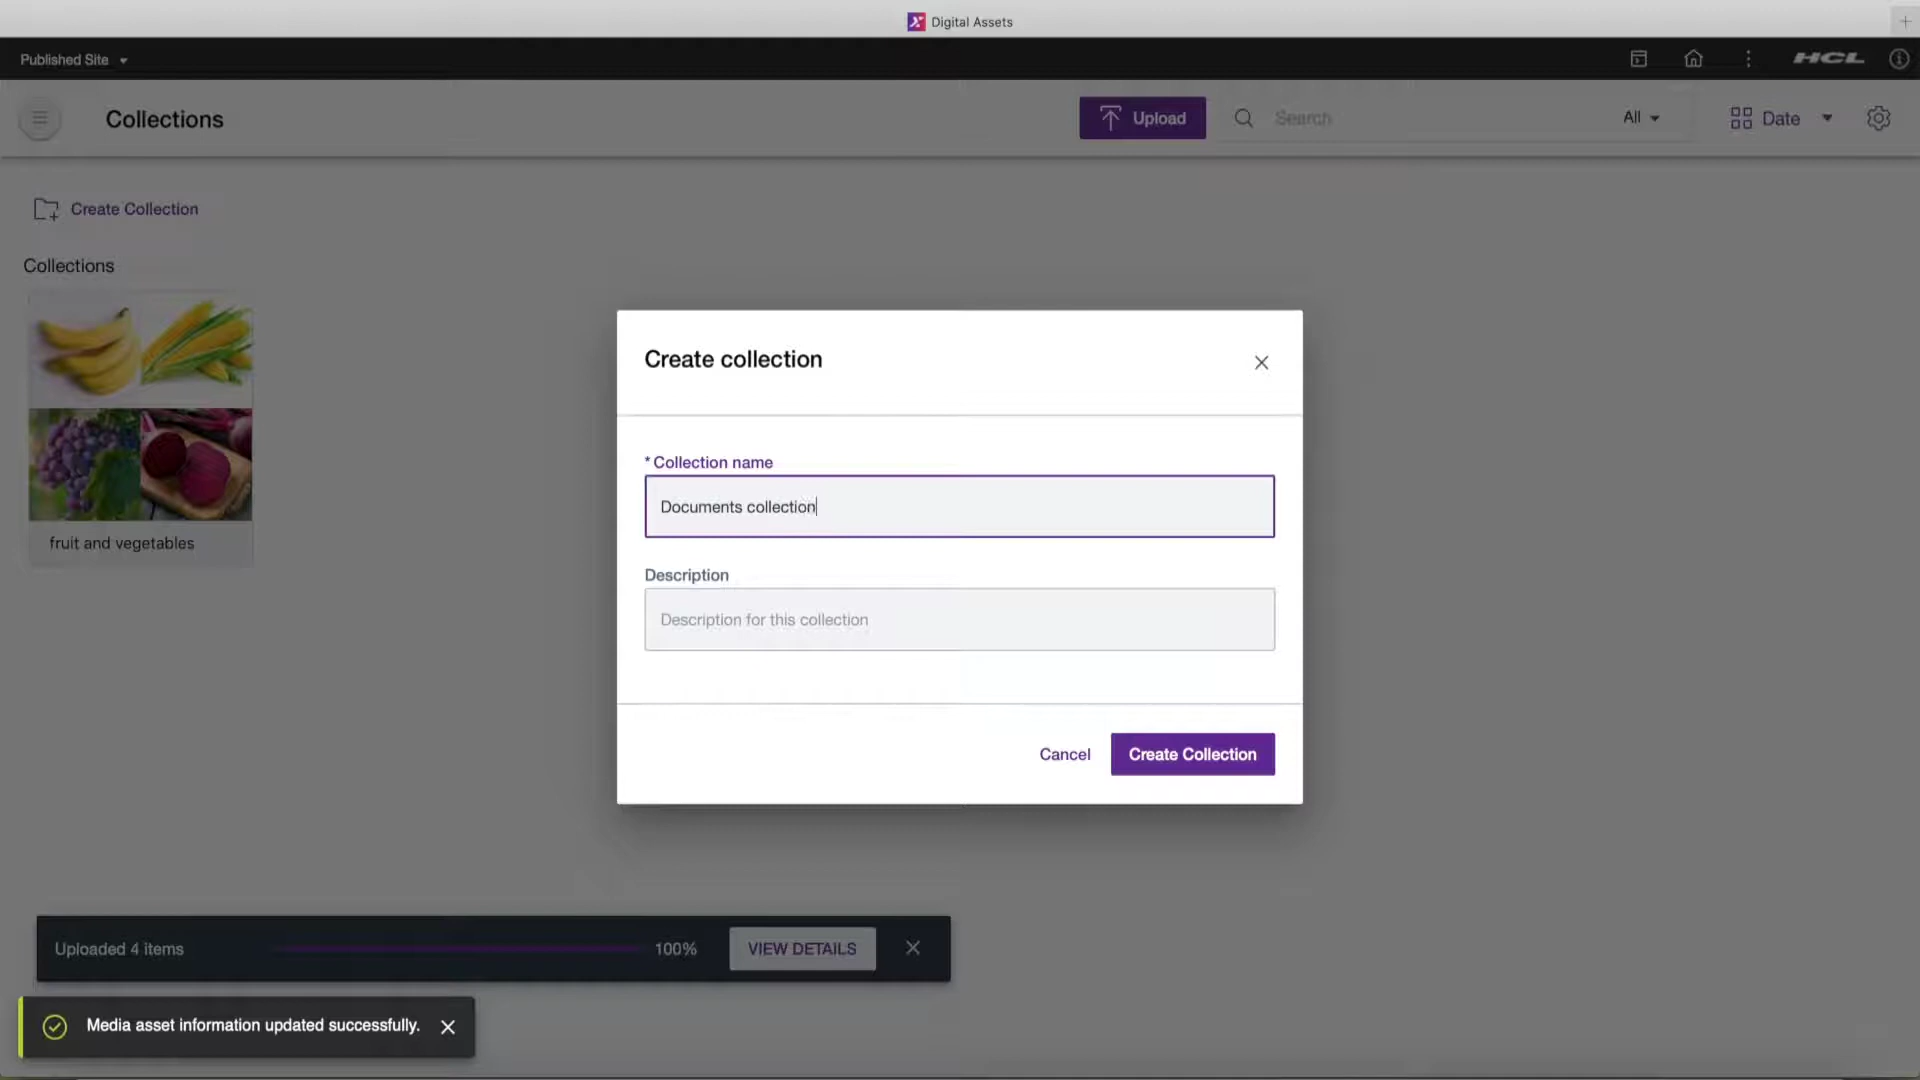 Digital Assets
Published Site
HCL
Collections
Upload
Search
All
Date
Create Collection
Collections
fruit and vegetables
Create collection
* Collection name
Documents collection
Description
Description for this collection
Cancel
Create Collection
Uploaded 4 items
100%
VIEW DETAILS
Media asset information updated successfully.